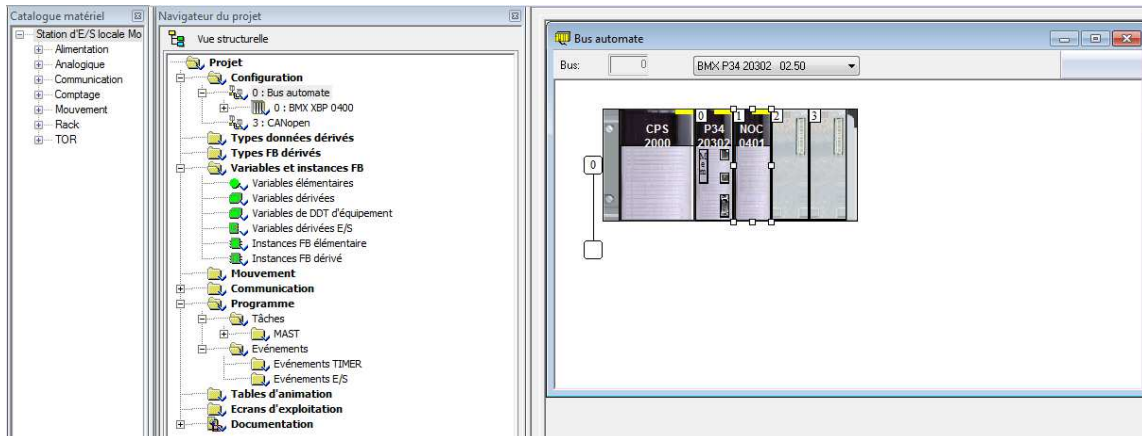 Catalogue matériel
Station d'E/S locale Mo
Alimentation
Analogique
Communication
Comptage
Mouvement
Rack
TOR
Navigateur du projet
Vue structurelle
Projet
Configuration
0 : Bus automate
0 : BMX XBP 0400
3 : CANopen
Types données dérivés
Types FB dérivés
Variables et instances FB
Variables élémentaires
Variables dérivées
Variables de DDT d'équipement
Variables dérivées E/S
Instances FB élémentaire
Instances FB dérivé
Mouvement
Communication
Programme
Tâches
MAST
Evénements
Evénements TIMER
Evénements E/S
Tables d'animation
Ecrans d'exploitation
Documentation
Bus automate
Bus: 0 BMX P34 20302 02.50
0 1 2 3
CPS P34 NOC
2000 20302 0401
Mem
0